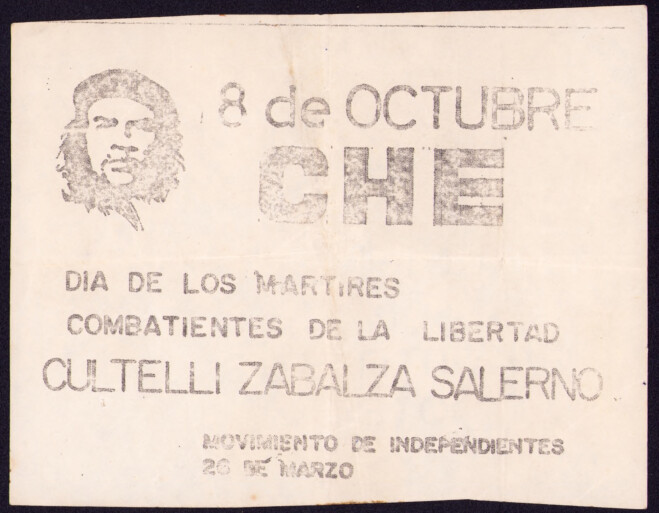 8 de OCTUBRE
CHE
DIA DE LOS MARTIRES
COMBATIENTES DE LA LIBERTAD
CULTELLI ZABALZA SALERNO
MOVIMIENTO DE INDEPENDIENTES
26 DE MARZO